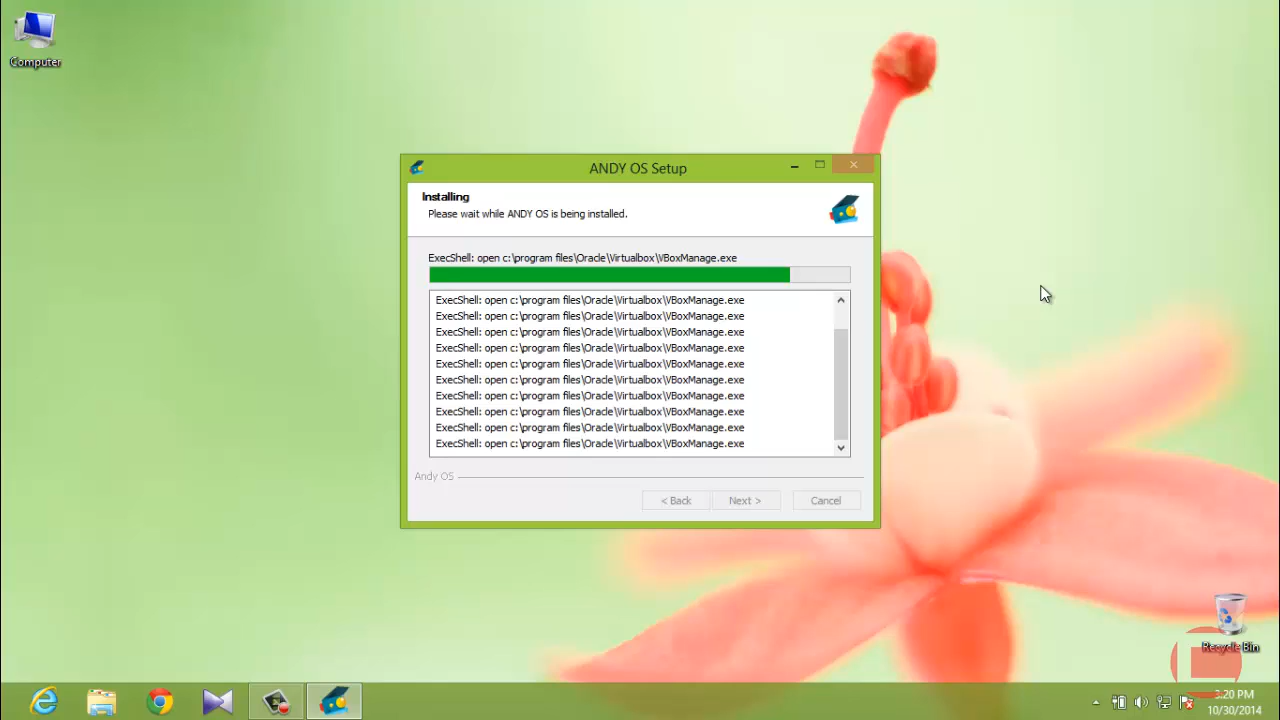 Computer
ANDY OS Setup
Installing
Please wait while ANDY OS is being installed.
ExecShell: open c:\program files\Oracle\Virtualbox\VBoxManage.exe
ExecShell: open c:\program files\Oracle\Virtualbox\VBoxManage.exe
ExecShell: open c:\program files\Oracle\Virtualbox\VBoxManage.exe
ExecShell: open c:\program files\Oracle\Virtualbox\VBoxManage.exe
ExecShell: open c:\program files\Oracle\Virtualbox\VBoxManage.exe
ExecShell: open c:\program files\Oracle\Virtualbox\VBoxManage.exe
ExecShell: open c:\program files\Oracle\Virtualbox\VBoxManage.exe
ExecShell: open c:\program files\Oracle\Virtualbox\VBoxManage.exe
ExecShell: open c:\program files\Oracle\Virtualbox\VBoxManage.exe
ExecShell: open c:\program files\Oracle\Virtualbox\VBoxManage.exe
ExecShell: open c:\program files\Oracle\Virtualbox\VBoxManage.exe
Andy OS
< Back
Next >
Cancel
Recycle Bin
3:20 PM
10/30/2014